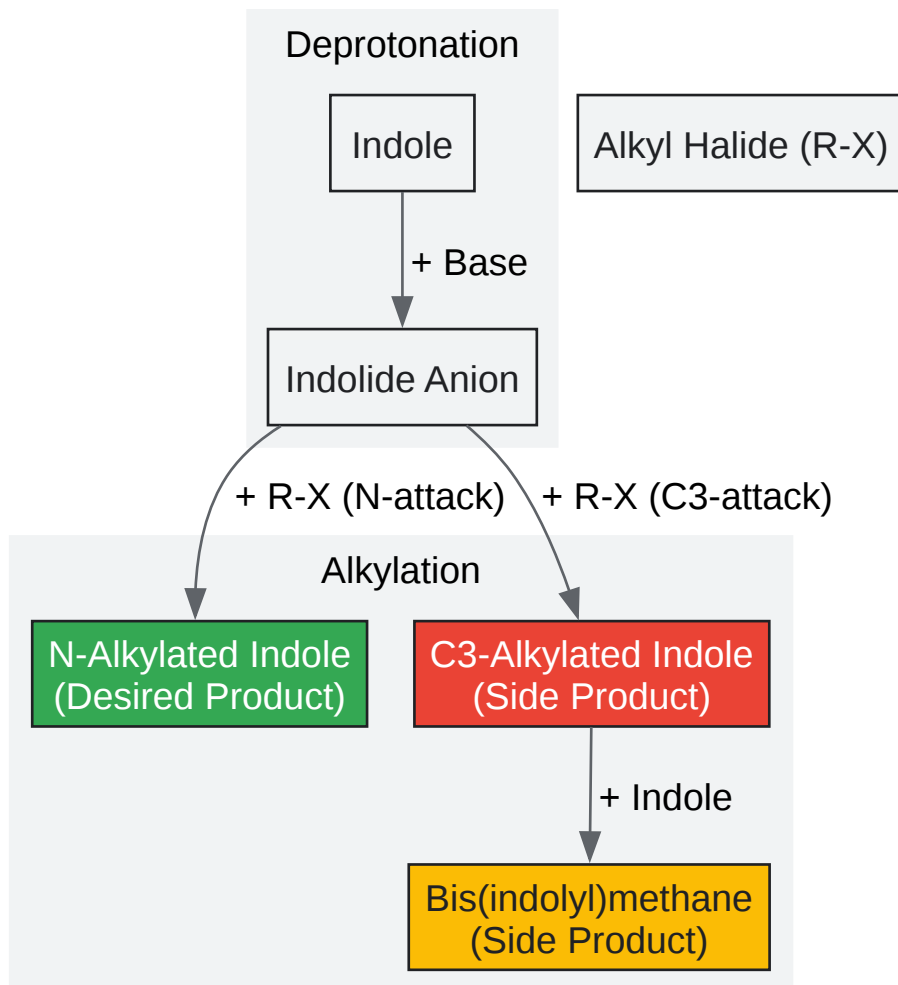 Deprotonation
Indole
Alkyl Halide (R-X)
+ Base
Indolide Anion
+ R-X (N-attack)
+ R-X (C3-attack)
Alkylation
N-Alkylated Indole
(Desired Product)
C3-Alkylated Indole
(Side Product)
+ Indole
Bis(indolyl)methane
(Side Product)